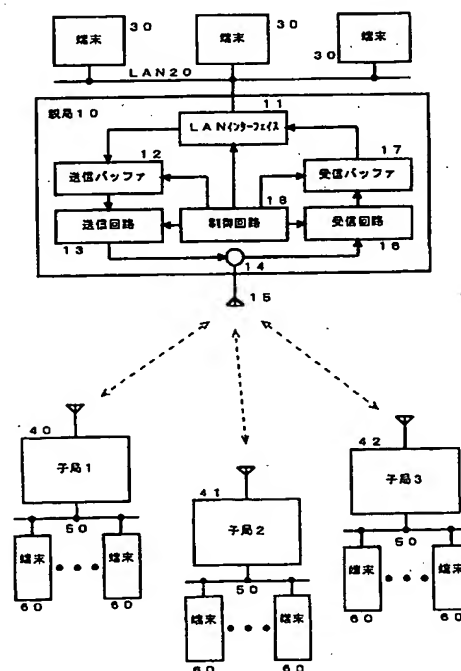 30 30 30
端末 端末 端末
LAN20
11
親局10
LANインターフェイス
12 17
送信バッファ 受信バッファ
18
送信回路 制御回路 受信回路
13 16
14
15
40 42
子局1 41 子局3
子局2
50 50
端末 端末 50 端末 端末
60 60 端末 端末 60 60
60 60